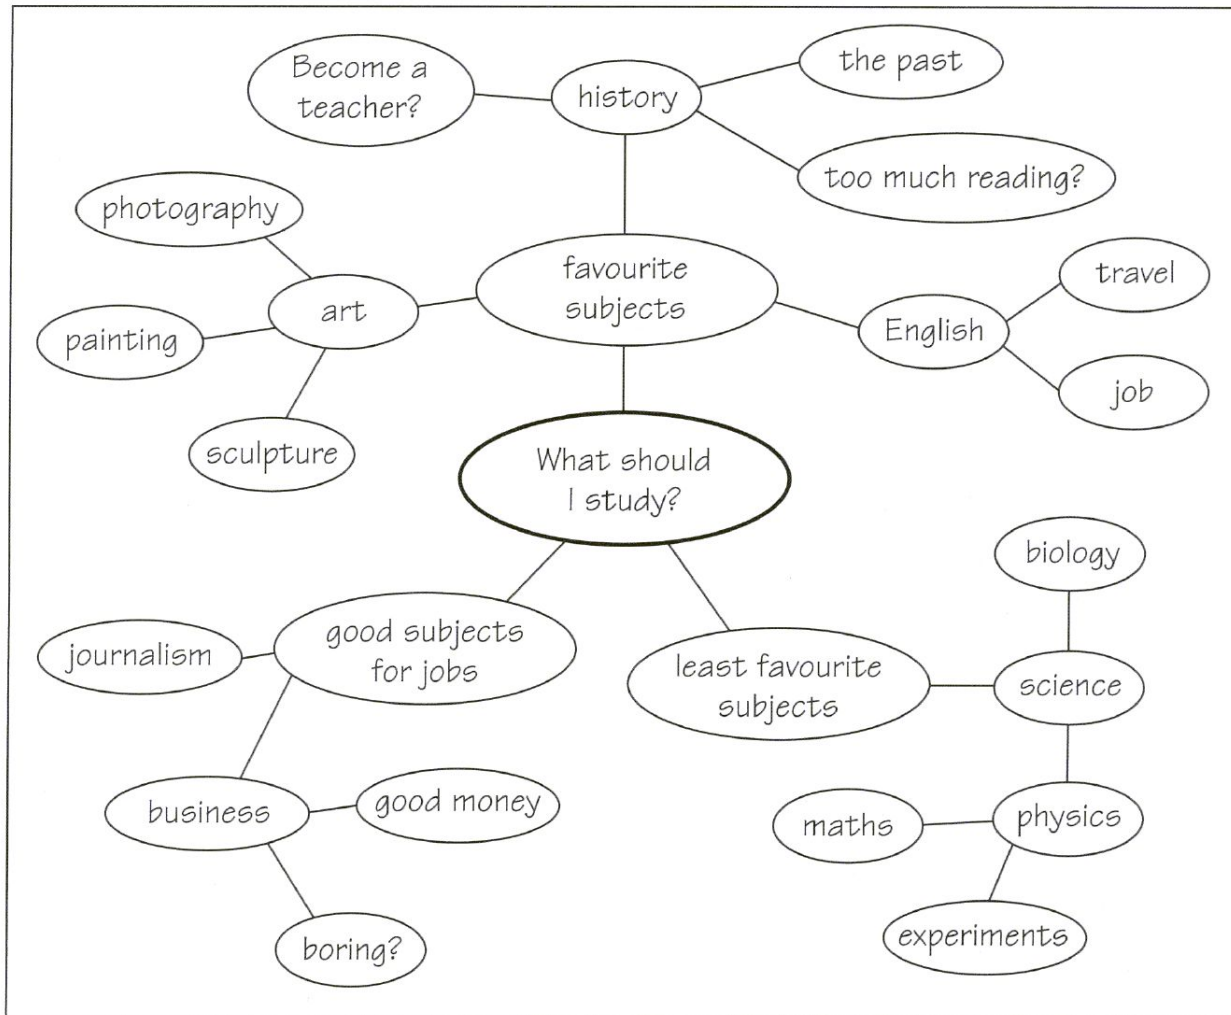 Become a
teacher?
history
the past
too much reading?
photography
art
painting
sculpture
favourite
subjects
English
travel
job
What should
I study?
good subjects
for jobs
journalism
business
good money
boring?
least favourite
subjects
biology
science
physics
maths
experiments